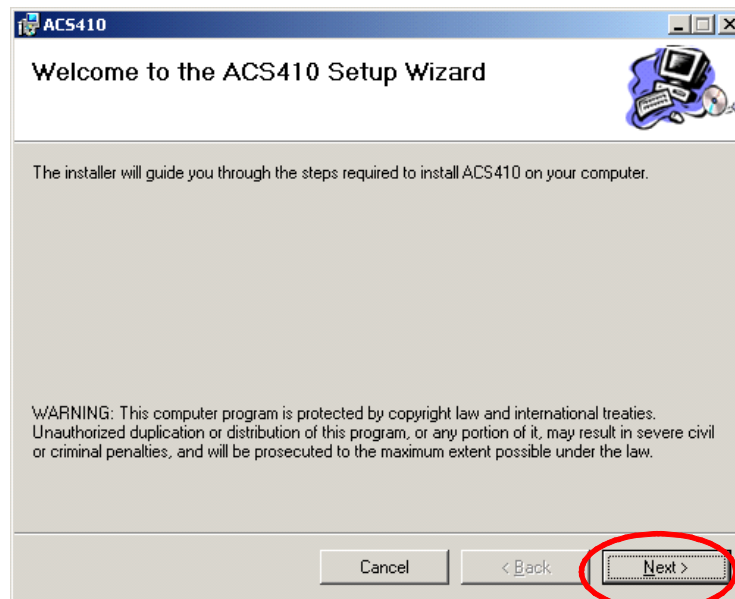 ACS410
Welcome to the ACS410 Setup Wizard
The installer will guide you through the steps required to install ACS410 on your computer.
WARNING: This computer program is protected by copyright law and international treaties.
Unauthorized duplication or distribution of this program, or any portion of it, may result in severe civil
or criminal penalties, and will be prosecuted to the maximum extent possible under the law.
Cancel
< Back
Next >